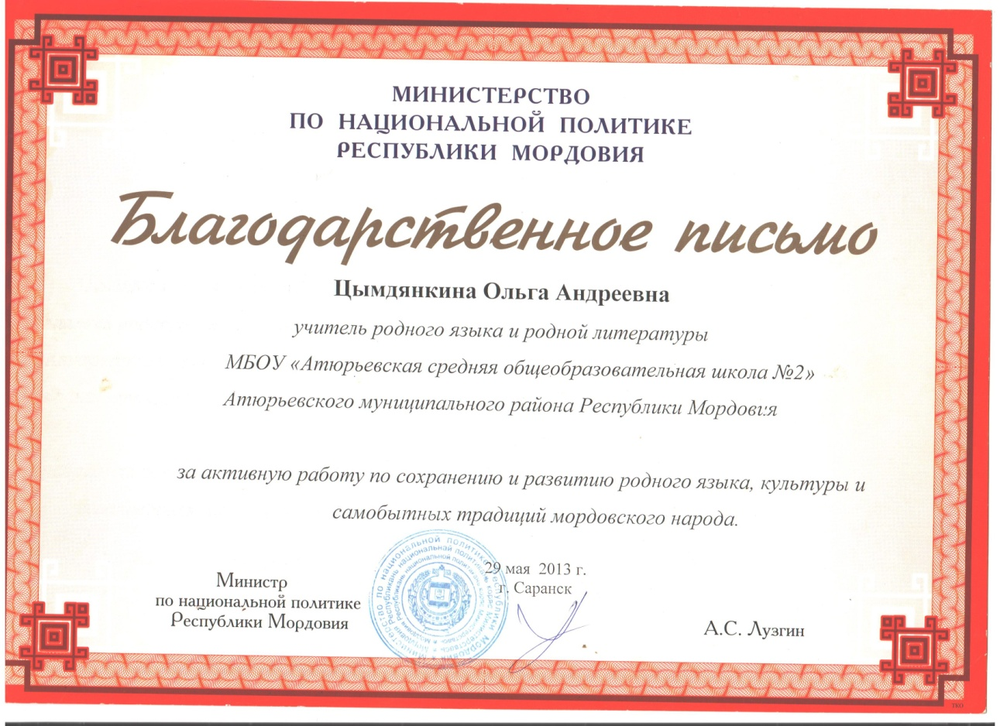 МИНИСТЕРСТВО
ПО НАЦИОНАЛЬНОЙ ПОЛИТИКЕ
РЕСПУБЛИКИ МОРДОВИЯ
Благодарственное письмо
Цымдянкина Ольга Андреевна
учитель родного языка и родной литературы
МБОУ «Атюрьевская средняя общеобразовательная школа №2»
Атюрьевского муниципального района Республики Мордовия
за активную работу по сохранению и развитию родного языка, культуры и
самобытных традиций мордовского народа.
29 мая 2013 г.
г. Саранск
Министр
по национальной политике
Республики Мордовия
А.С. Лузгин